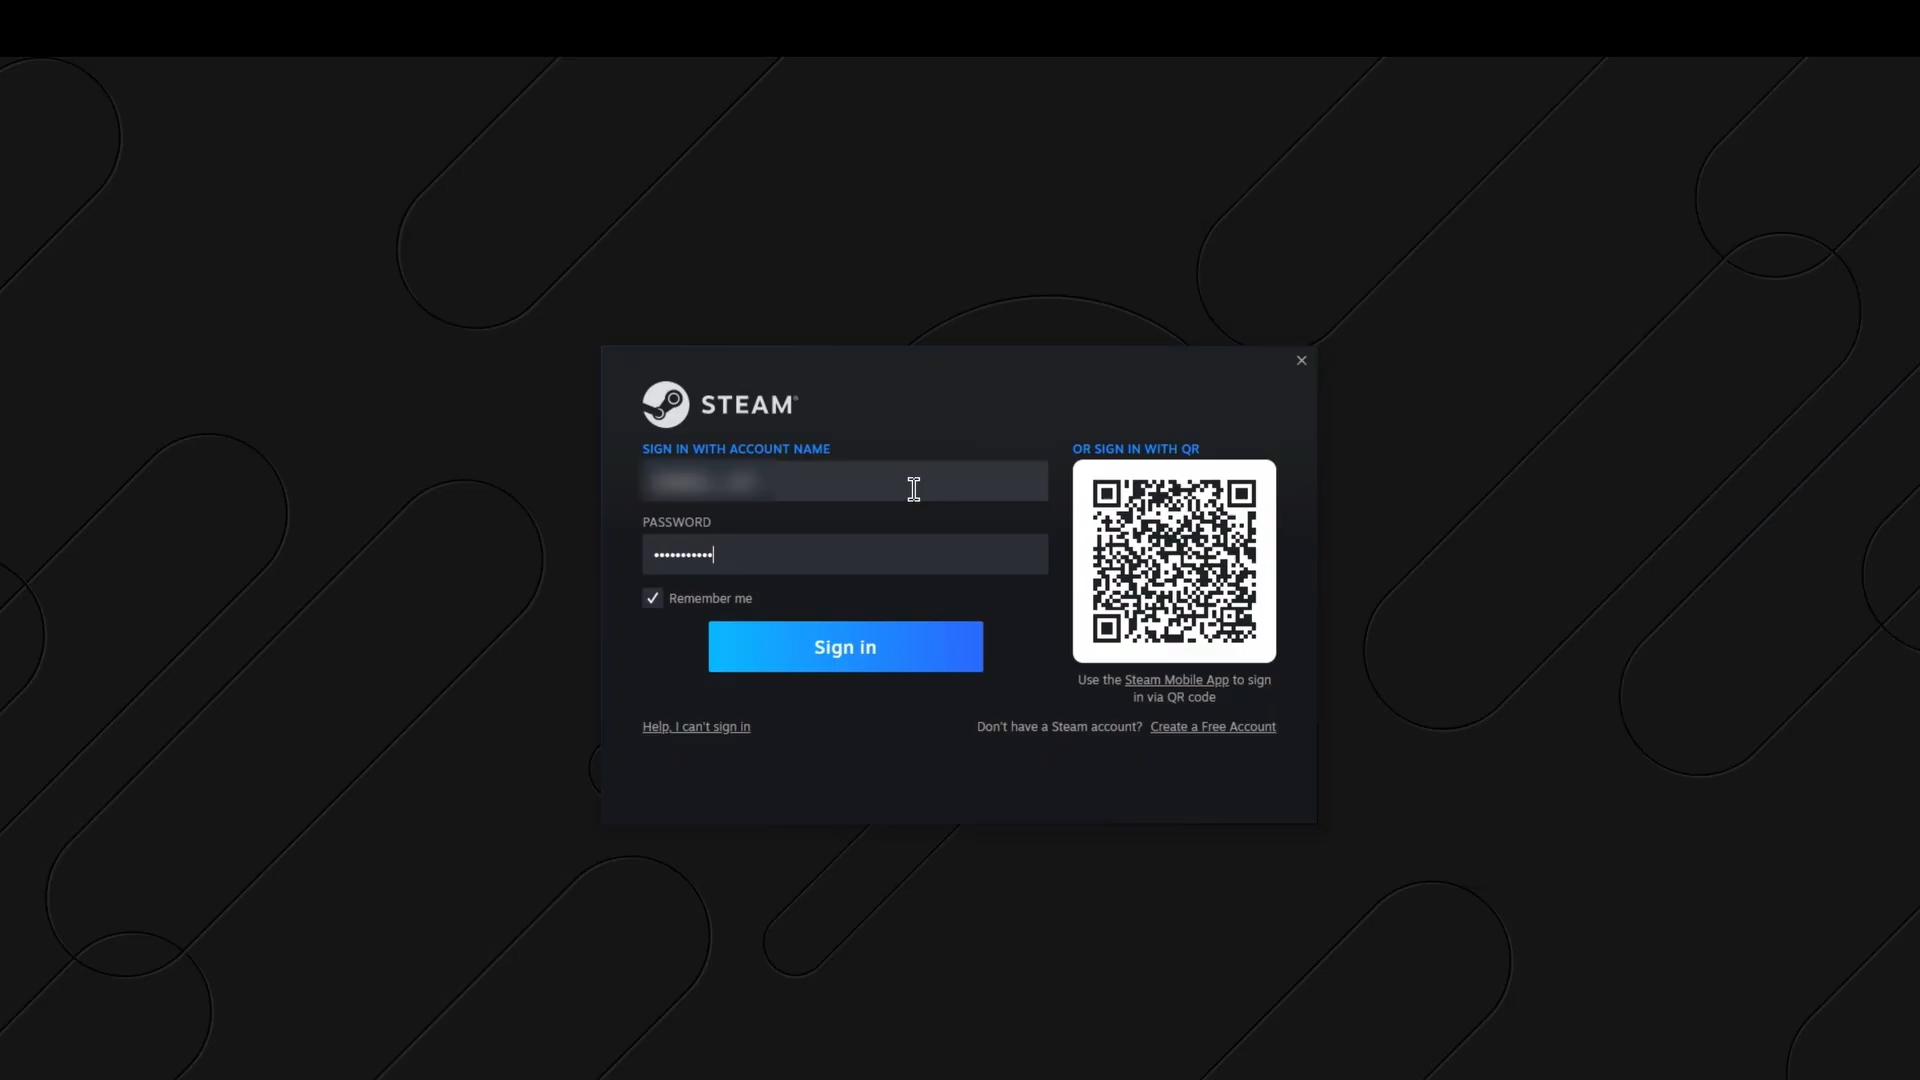 STEAM®
SIGN IN WITH ACCOUNT NAME
OR SIGN IN WITH QR
PASSWORD
•••••••••••
Remember me
Sign in
Use the Steam Mobile App to sign
in via QR code
Help, I can't sign in
Don't have a Steam account? Create a Free Account